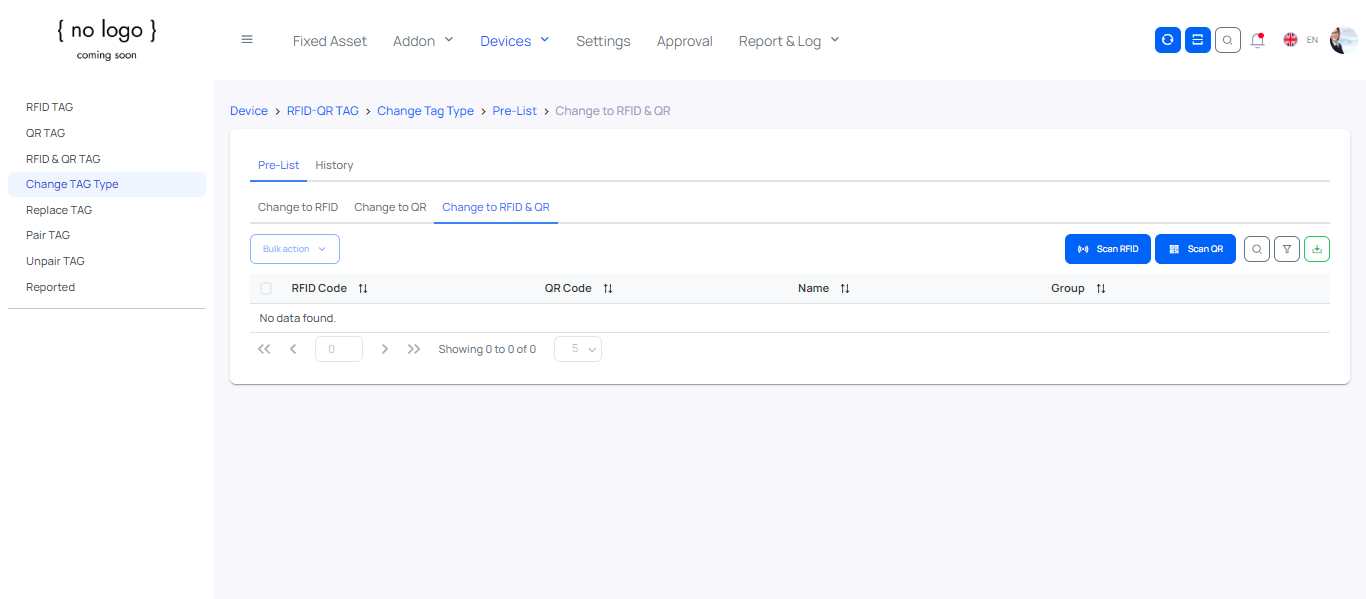 { no logo }
coming soon
Fixed Asset Addon Devices Settings Approval Report & Log EN
RFID TAG
QR TAG
RFID & QR TAG
Change TAG Type
Replace TAG
Pair TAG
Unpair TAG
Reported
Device > RFID-QR TAG > Change Tag Type > Pre-List > Change to RFID & QR
Pre-List History
Change to RFID Change to QR Change to RFID & QR
Bulk action Scan RFID Scan QR
RFID Code QR Code Name Group
No data found.
0 Showing 0 to 0 of 0 5